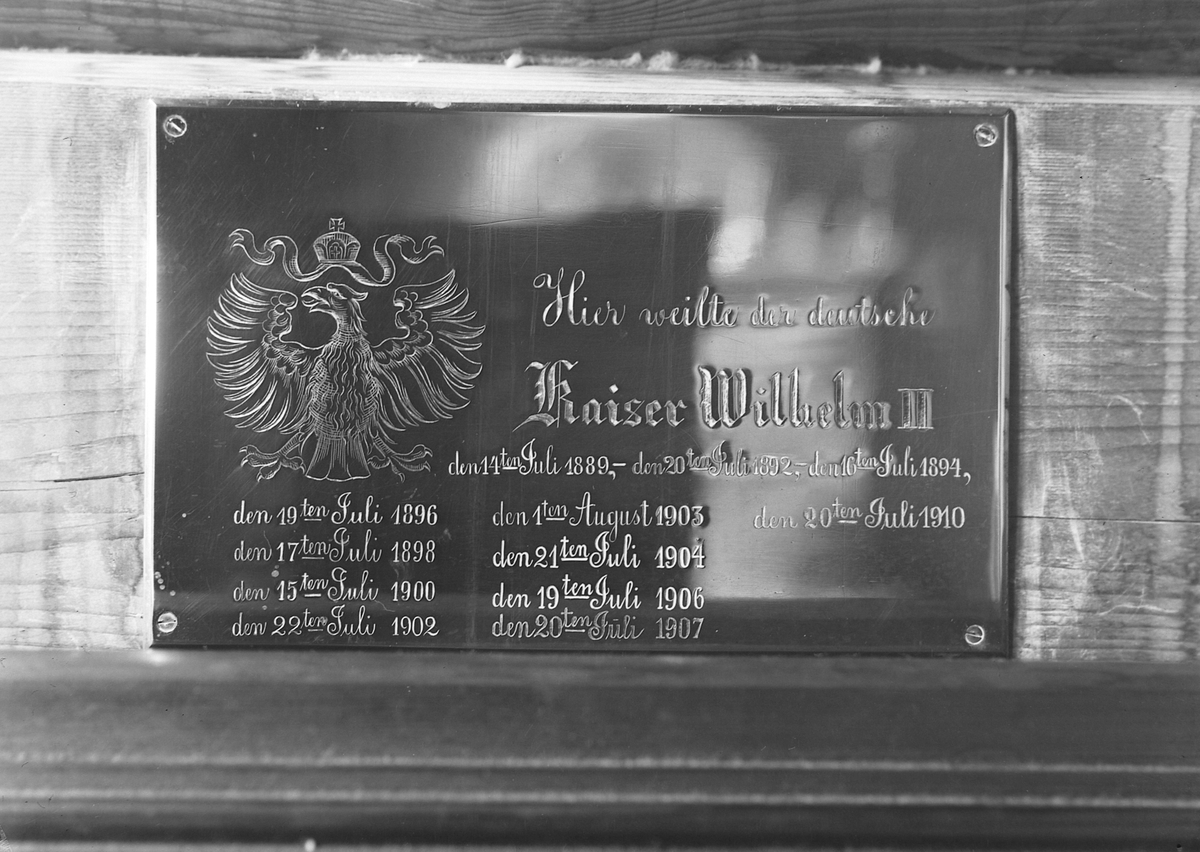 Hier weilte der deutsche
Kaiser Wilhelm II
den 14ten Juli 1889,- den 20ten Juli 1892,- den 16ten Juli 1894,
den 19ten Juli 1896
den 17ten Juli 1898
den 15ten Juli 1900
den 22ten Juli 1902
den 1ten August 1903
den 21ten Juli 1904
den 19ten Juli 1906
den 20ten Juli 1907
den 20ten Juli 1910